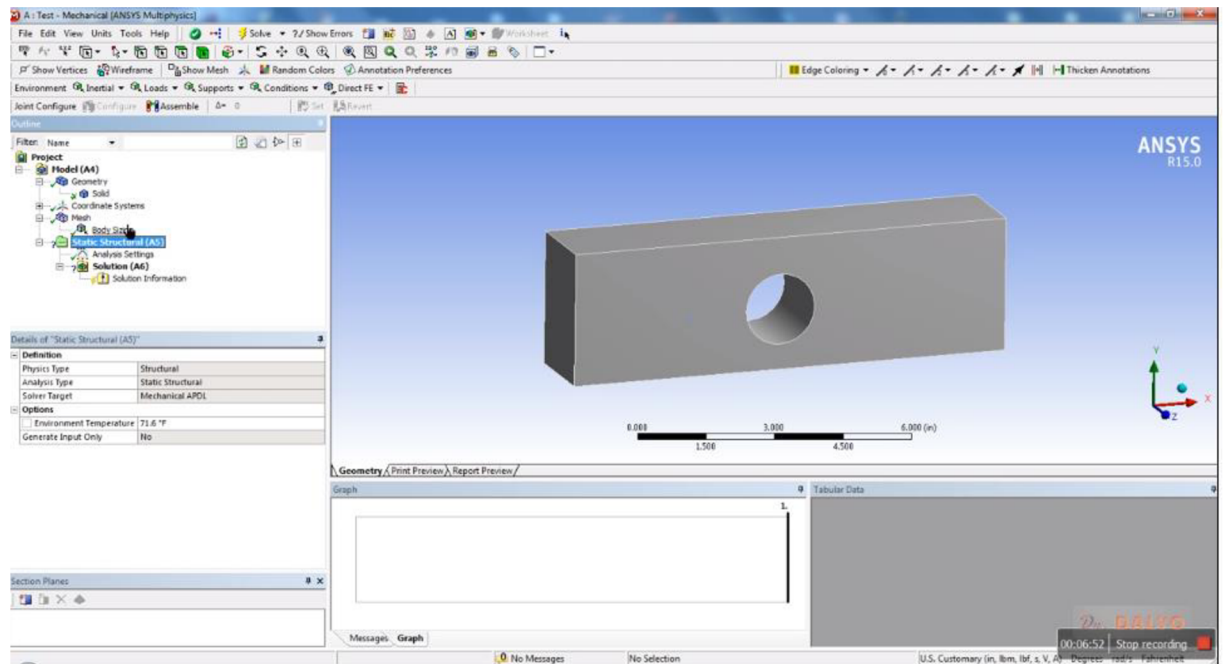 A : Test - Mechanical [ANSYS Multiphysics]
File Edit View Units Tools Help Solve ?/Show Errors Worksheet
Show Vertices Wireframe Show Mesh Random Colors Annotation Preferences Edge Coloring Thicken Annotations
Environment Inertial Loads Supports Conditions Direct FE
Joint Configure Configure Assemble Δ= 0 Set Revert
Outline
Filter: Name
Project
Model (A4)
Geometry
Solid
Coordinate Systems
Mesh
Body
Static Structural (A5)
Analysis Settings
Solution (A6)
Solution Information
ANSYS
R15.0
Details of "Static Structural (A5)"
Definition
Physics Type Structural
Analysis Type Static Structural
Solver Target Mechanical APDL
Options
Environment Temperature 71.6 °F
Generate Input Only No
Y
X
Z
0.000 3.000 6.000 (in)
1.500 4.500
Geometry Print Preview Report Preview
Graph
Tabular Data
1.
Section Planes
Messages Graph
DALYO
00:06:52 Stop recording
No Messages No Selection U.S. Customary (in, lbm, lbf, s, V, A) Degrees rad/s Fahrenheit